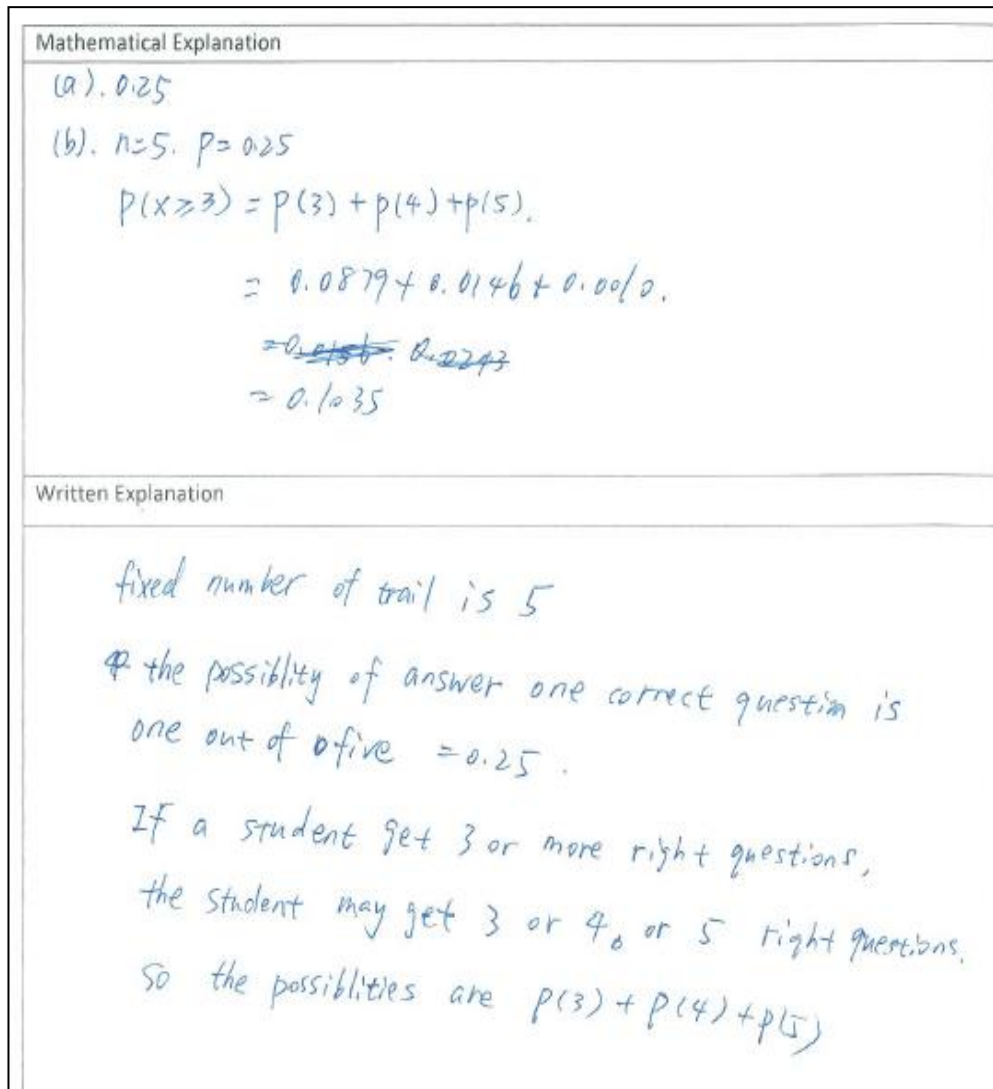 Mathematical Explanation
(a). 0.25
(b). n=5. P=0.25
P(x⩾3) = P(3) + p(4) + p(5).
= 0.0879 + 0.0146 + 0.0010.
= 0.0243
= 0.1035
Written Explanation
fixed number of trail is 5
the possiblity of answer one correct question is
one out of five = 0.25.
If a student get 3 or more right questions,
the student may get 3 or 4, or 5 right questions.
So the possiblities are p(3) + p(4) + p(5)